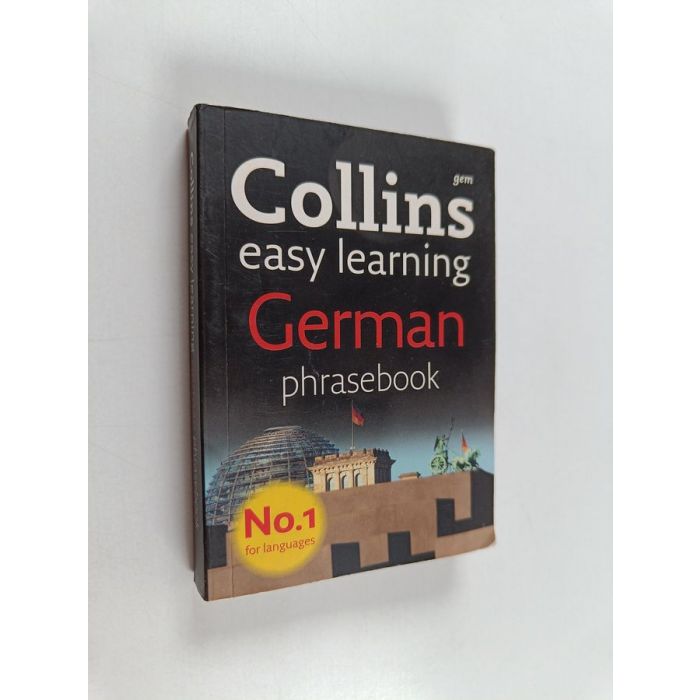 gem
Collins
easy learning
German
phrasebook
No.1
for languages
Collins easy learning